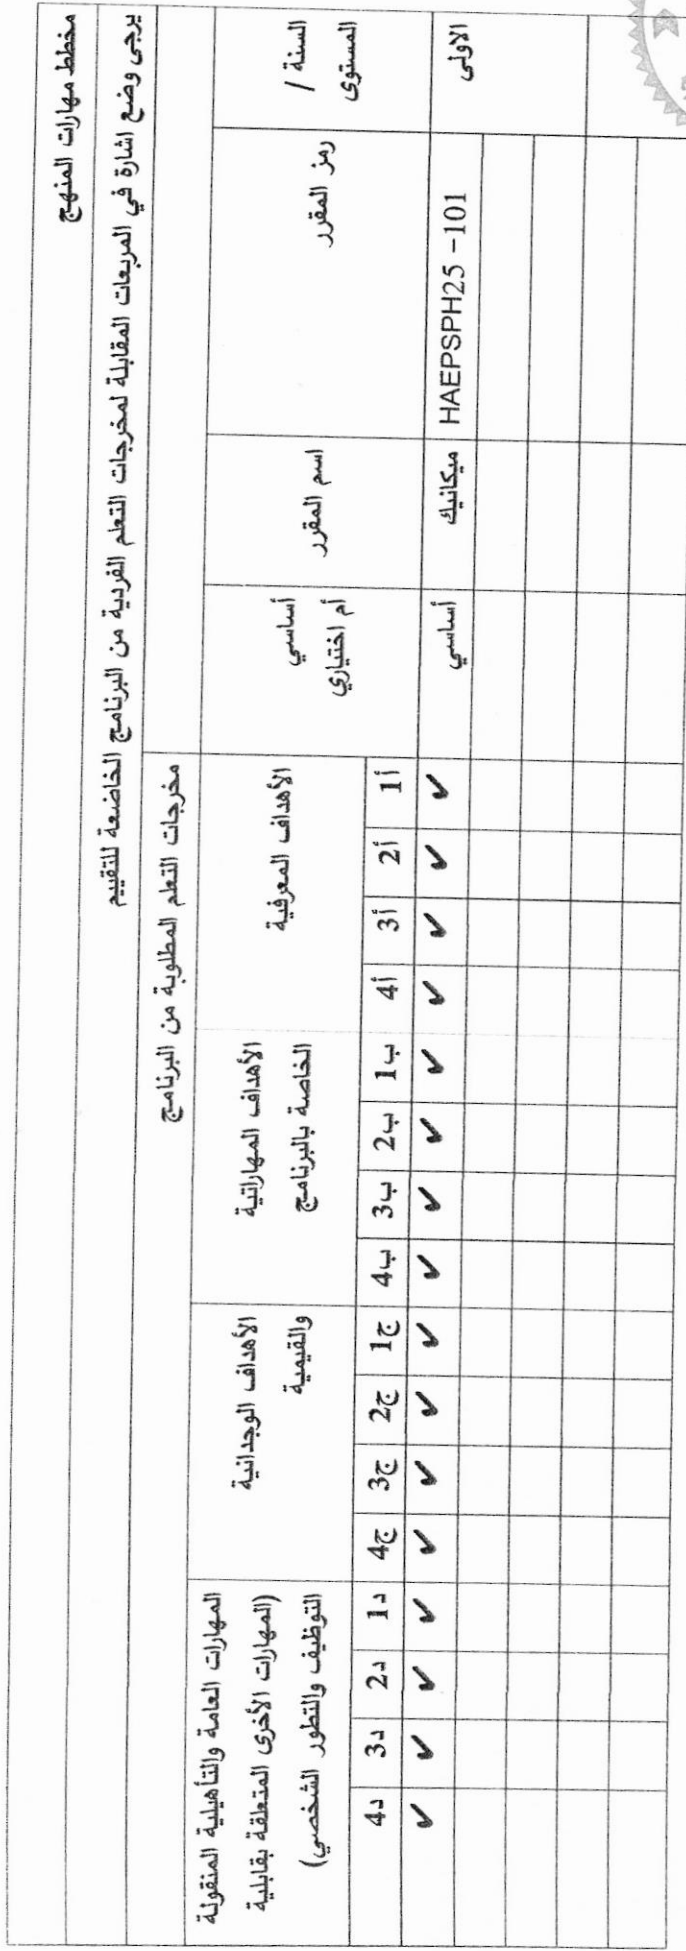 مخطط مهارات المنهج
يرجى وضع اشارة في المربعات المقابلة لمخرجات التعلم الفردية من البرنامج الخاضعة للتقييم
مخرجات التعلم المطلوبة من البرنامج
السنة /
المستوى
رمز المقرر
اسم المقرر
أساسي
أم اختياري
الأهداف المعرفية
الأهداف المهاراتية
الخاصة بالبرنامج
الأهداف الوجدانية
والقيمية
المهارات العامة والتأهيلية المنقولة
(المهارات الأخرى المتعلقة بقابلية
التوظيف والتطور الشخصي)
أ1 أ2 أ3 أ4 ب1 ب2 ب3 ب4 ج1 ج2 ج3 ج4 د1 د2 د3 د4
الاولى HAEPSPH25 -101 ميكانيك أساسي ✔ ✔ ✔ ✔ ✔ ✔ ✔ ✔ ✔ ✔ ✔ ✔ ✔ ✔ ✔ ✔